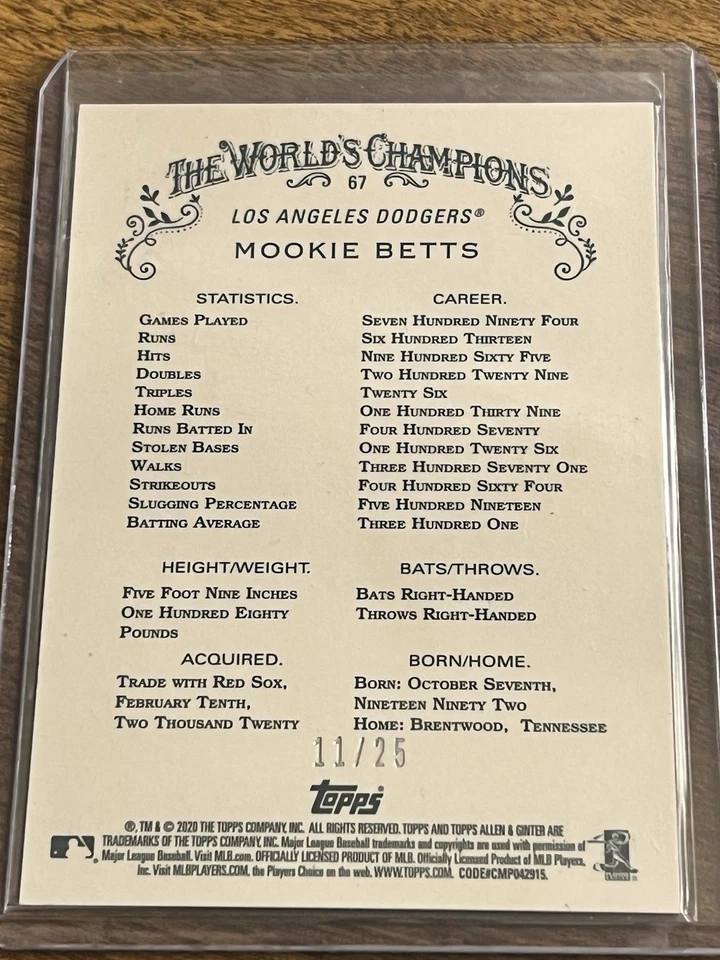 THE WORLD'S CHAMPIONS
67
LOS ANGELES DODGERS®
MOOKIE BETTS
STATISTICS. CAREER.
GAMES PLAYED SEVEN HUNDRED NINETY FOUR
RUNS SIX HUNDRED THIRTEEN
HITS NINE HUNDRED SIXTY FIVE
DOUBLES TWO HUNDRED TWENTY NINE
TRIPLES TWENTY SIX
HOME RUNS ONE HUNDRED THIRTY NINE
RUNS BATTED IN FOUR HUNDRED SEVENTY
STOLEN BASES ONE HUNDRED TWENTY SIX
WALKS THREE HUNDRED SEVENTY ONE
STRIKEOUTS FOUR HUNDRED SIXTY FOUR
SLUGGING PERCENTAGE FIVE HUNDRED NINETEEN
BATTING AVERAGE THREE HUNDRED ONE
HEIGHT/WEIGHT.
FIVE FOOT NINE INCHES
ONE HUNDRED EIGHTY
POUNDS
BATS/THROWS.
BATS RIGHT-HANDED
THROWS RIGHT-HANDED
ACQUIRED.
TRADE WITH RED SOX,
FEBRUARY TENTH,
TWO THOUSAND TWENTY
BORN/HOME.
BORN: OCTOBER SEVENTH,
NINETEEN NINETY TWO
HOME: BRENTWOOD, TENNESSEE
11/25
Topps
®, TM & © 2020 THE TOPPS COMPANY, INC. ALL RIGHTS RESERVED. TOPPS AND TOPPS ALLEN & GINTER ARE
TRADEMARKS OF THE TOPPS COMPANY, INC. Major League Baseball trademarks and copyrights are used with permission of
Major League Baseball. Visit MLB.com. OFFICIALLY LICENSED PRODUCT OF MLB. Officially Licensed Product of MLB Players,
Inc. Visit MLBPLAYERS.COM, the Players Choice on the web. WWW.TOPPS.COM. CODE#CMP042915.